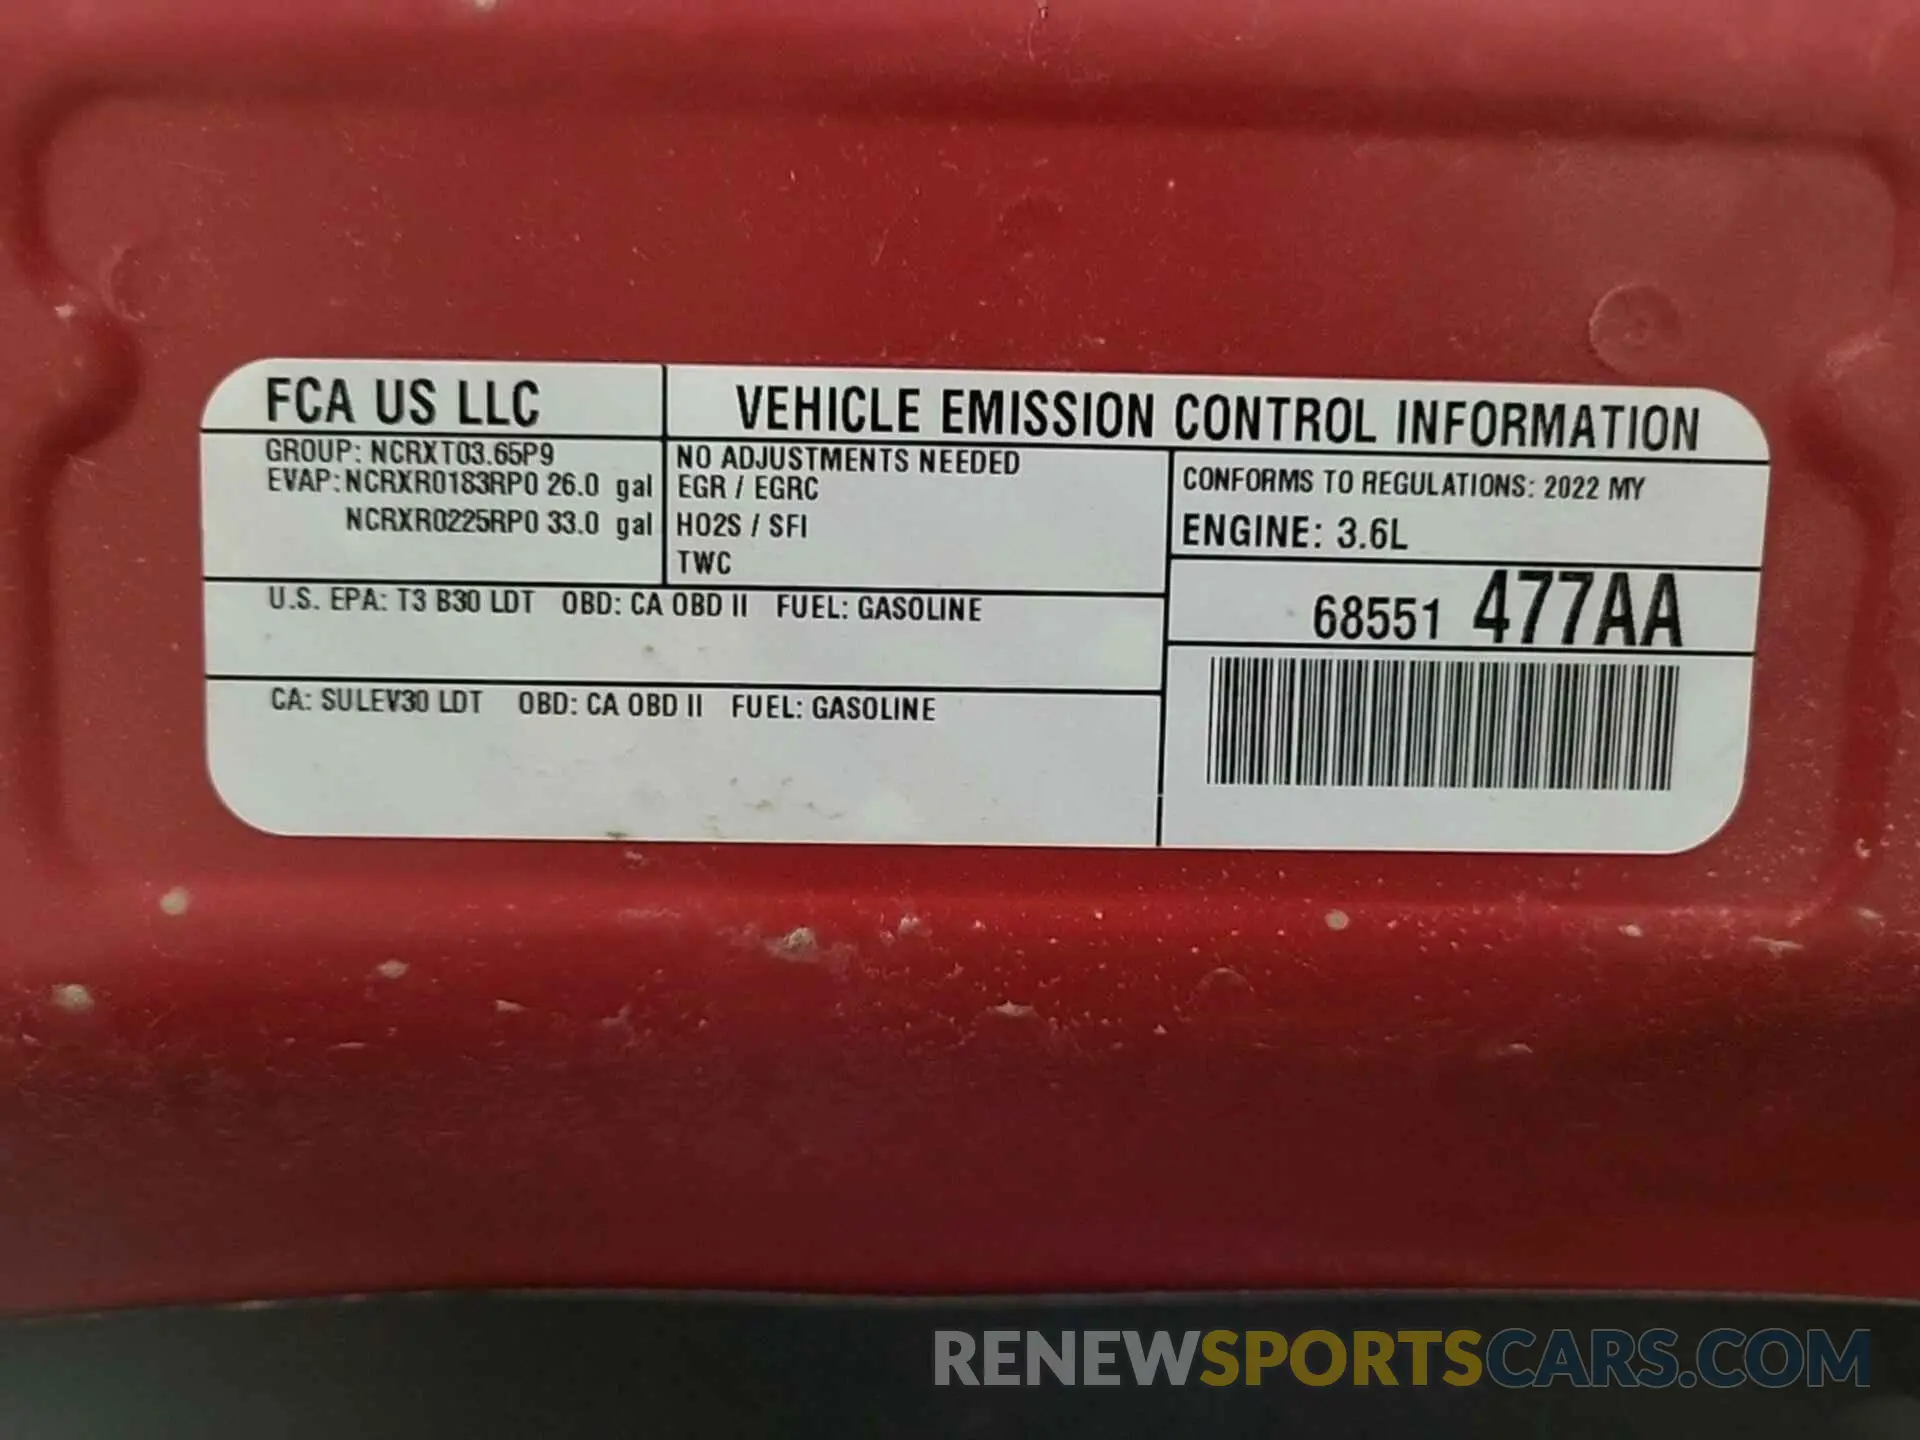 FCA US LLC
VEHICLE EMISSION CONTROL INFORMATION
GROUP: NCRXT03.65P9
EVAP: NCRXR0183RP0 26.0 gal
NCRXR0225RP0 33.0 gal
NO ADJUSTMENTS NEEDED
EGR / EGRC
HO2S / SFI
TWC
CONFORMS TO REGULATIONS: 2022 MY
ENGINE: 3.6L
U.S. EPA: T3 B30 LDT OBD: CA OBD II FUEL: GASOLINE
68551 477AA
CA: SULEV30 LDT OBD: CA OBD II FUEL: GASOLINE
RENEWSPORTSCARS.COM